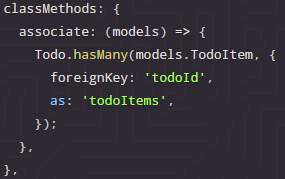 classMethods: {
  associate: (models) => {
    Todo.hasMany(models.TodoItem, {
      foreignKey: 'todoId',
      as: 'todoItems',
    });
  },
},